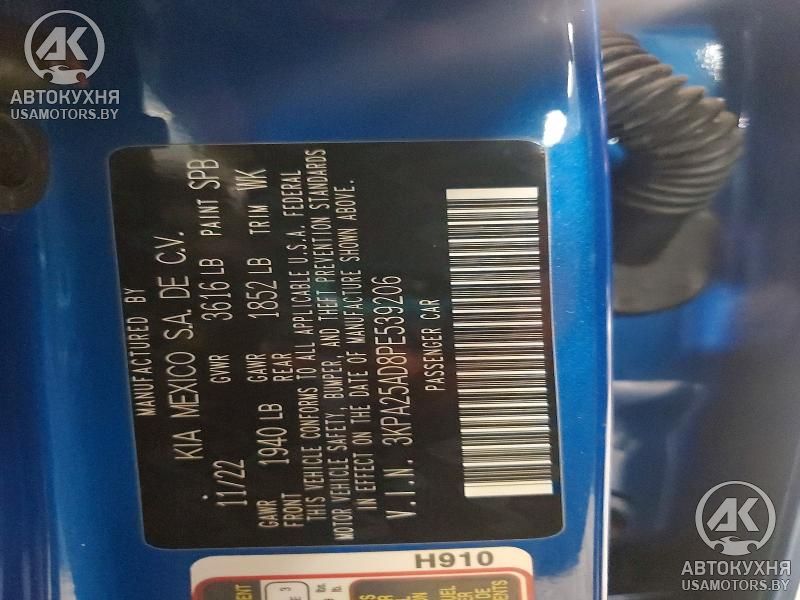 AK
АВТОКУХНЯ
USAMOTORS.BY
MANUFACTURED BY
KIA MEXICO S.A. DE C.V.
11/22 GVWR 3616 LB PAINT SPB
GAWR FRONT 1940 LB GAWR REAR 1852 LB TRIM WK
THIS VEHICLE CONFORMS TO ALL APPLICABLE U.S.A. FEDERAL
MOTOR VEHICLE SAFETY, BUMPER, AND THEFT PREVENTION STANDARDS
IN EFFECT ON THE DATE OF MANUFACTURE SHOWN ABOVE.
V.I.N. 3KPA25AD8PE539206
PASSENGER CAR
H910
AK
АВТОКУХНЯ
USAMOTORS.BY